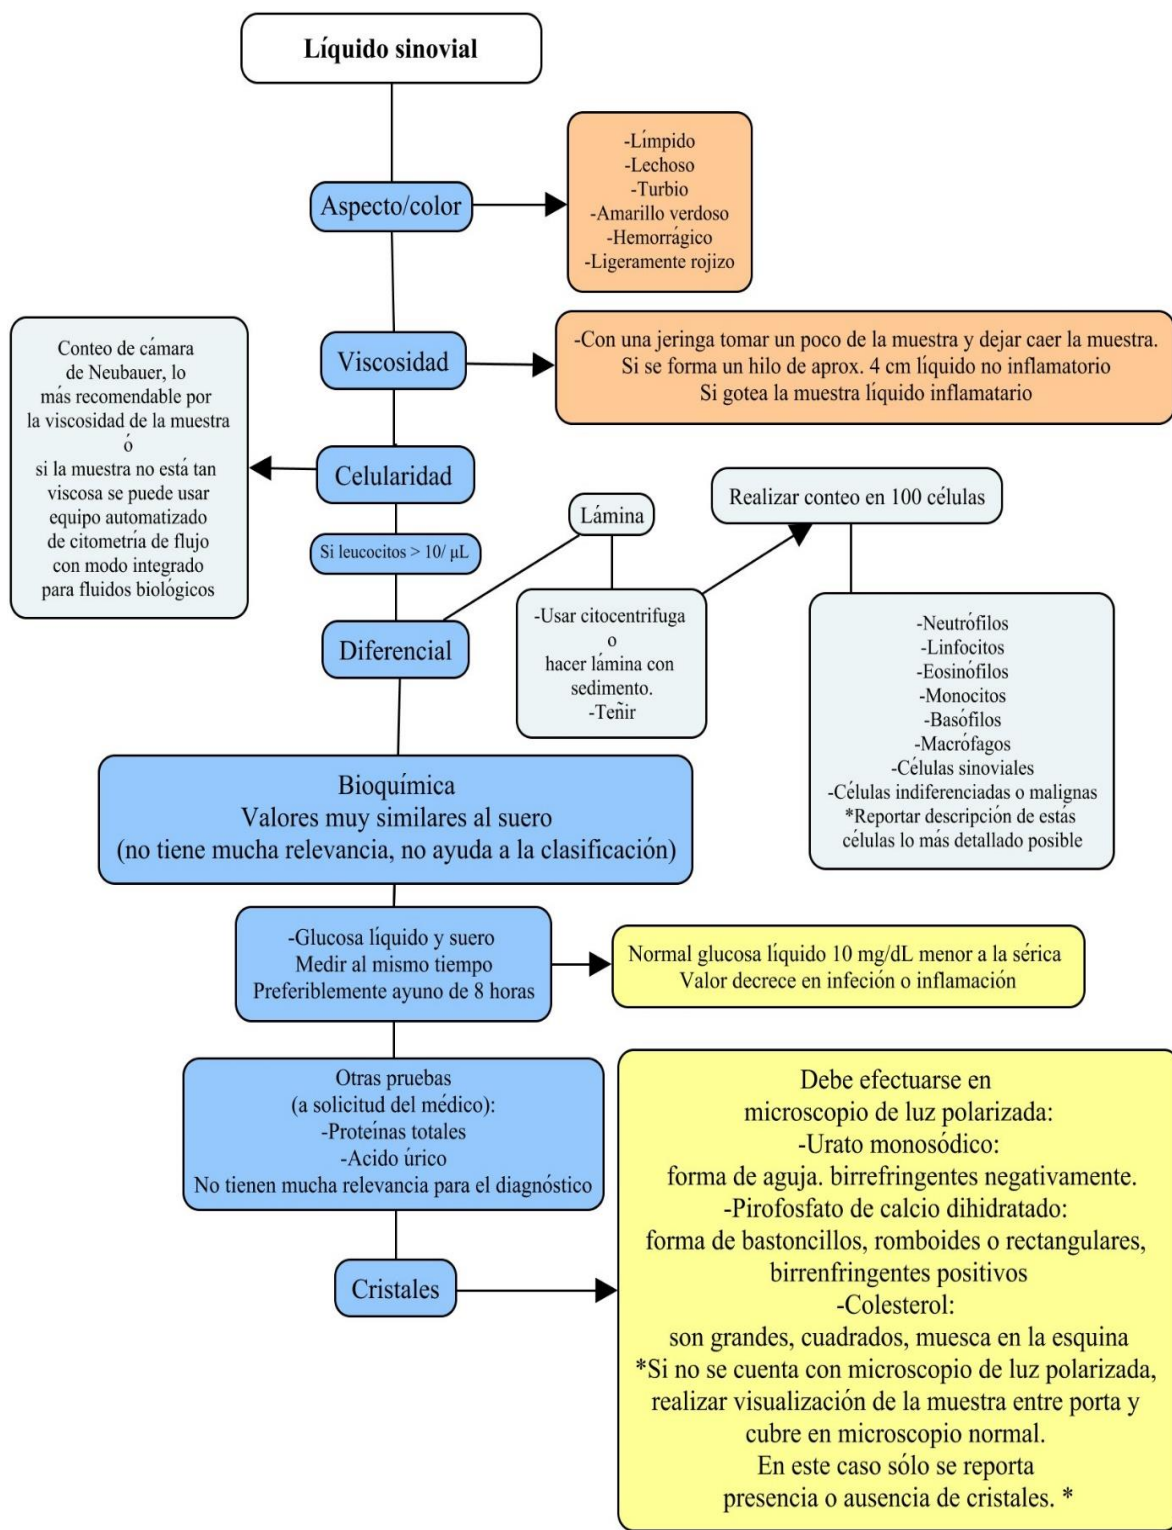 Líquido sinovial
Aspecto/color
-Límpido
-Lechoso
-Turbio
-Amarillo verdoso
-Hemorrágico
-Ligeramente rojizo
Viscosidad
-Con una jeringa tomar un poco de la muestra y dejar caer la muestra.
Si se forma un hilo de aprox. 4 cm líquido no inflamatorio
Si gotea la muestra líquido inflamatario
Conteo de cámara
de Neubauer, lo
más recomendable por
la viscosidad de la muestra
ó
si la muestra no está tan
viscosa se puede usar
equipo automatizado
de citometría de flujo
con modo integrado
para fluidos biológicos
Celularidad
Si leucocitos > 10/ μL
Diferencial
Lámina
-Usar citocentrifuga
o
hacer lámina con
sedimento.
-Teñir
Realizar conteo en 100 células
-Neutrófilos
-Linfocitos
-Eosinófilos
-Monocitos
-Basófilos
-Macrófagos
-Células sinoviales
-Células indiferenciadas o malignas
*Reportar descripción de estás
células lo más detallado posible
Bioquímica
Valores muy similares al suero
(no tiene mucha relevancia, no ayuda a la clasificación)
-Glucosa líquido y suero
Medir al mismo tiempo
Preferiblemente ayuno de 8 horas
Normal glucosa líquido 10 mg/dL menor a la sérica
Valor decrece en infeción o inflamación
Otras pruebas
(a solicitud del médico):
-Proteínas totales
-Acido úrico
No tienen mucha relevancia para el diagnóstico
Cristales
Debe efectuarse en
microscopio de luz polarizada:
-Urato monosódico:
forma de aguja. birrefringentes negativamente.
-Pirofosfato de calcio dihidratado:
forma de bastoncillos, romboides o rectangulares,
birrenfringentes positivos
-Colesterol:
son grandes, cuadrados, muesca en la esquina
*Si no se cuenta con microscopio de luz polarizada,
realizar visualización de la muestra entre porta y
cubre en microscopio normal.
En este caso sólo se reporta
presencia o ausencia de cristales. *